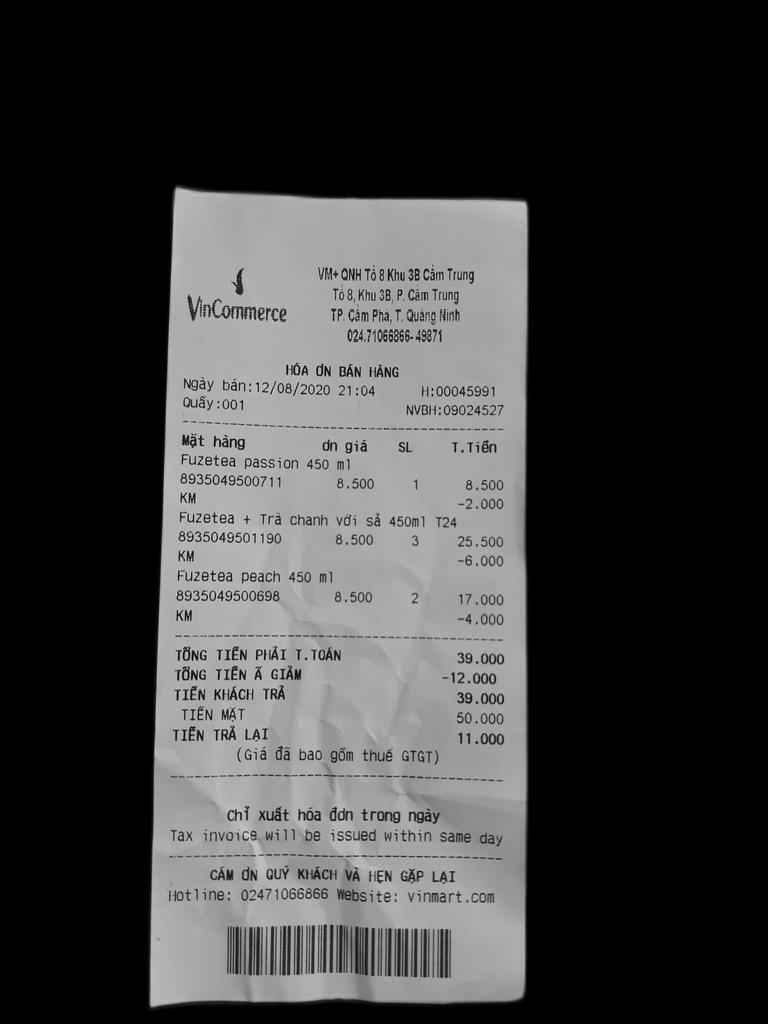 VinCommerce
VM+ QNH Tổ 8 Khu 3B Cẩm Trung
Tổ 8, Khu 3B, P. Cẩm Trung
TP. Cẩm Phả, T. Quảng Ninh
024.71066866-49871
HÓA ƠN BÁN HÀNG
Ngày bán:12/08/2020 21:04 H:00045991
Quầy:001 NVBH:09024527
Mặt hàng ơn giá SL T.Tiền
Fuzetea passion 450 ml
8935049500711 8.500 1 8.500
KM -2.000
Fuzetea + Trà chanh với sả 450ml T24
8935049501190 8.500 3 25.500
KM -6.000
Fuzetea peach 450 ml
8935049500698 8.500 2 17.000
KM -4.000
TỔNG TIỀN PHẢI T.TOÁN 39.000
TỔNG TIỀN Ã GIẢM -12.000
TIỀN KHÁCH TRẢ 39.000
TIỀN MẶT 50.000
TIỀN TRẢ LẠI 11.000
(Giá đã bao gồm thuế GTGT)
Chỉ xuất hóa đơn trong ngày
Tax invoice will be issued within same day
CÁM ƠN QUÝ KHÁCH VÀ HẸN GẶP LẠI
Hotline: 02471066866 Website: vinmart.com